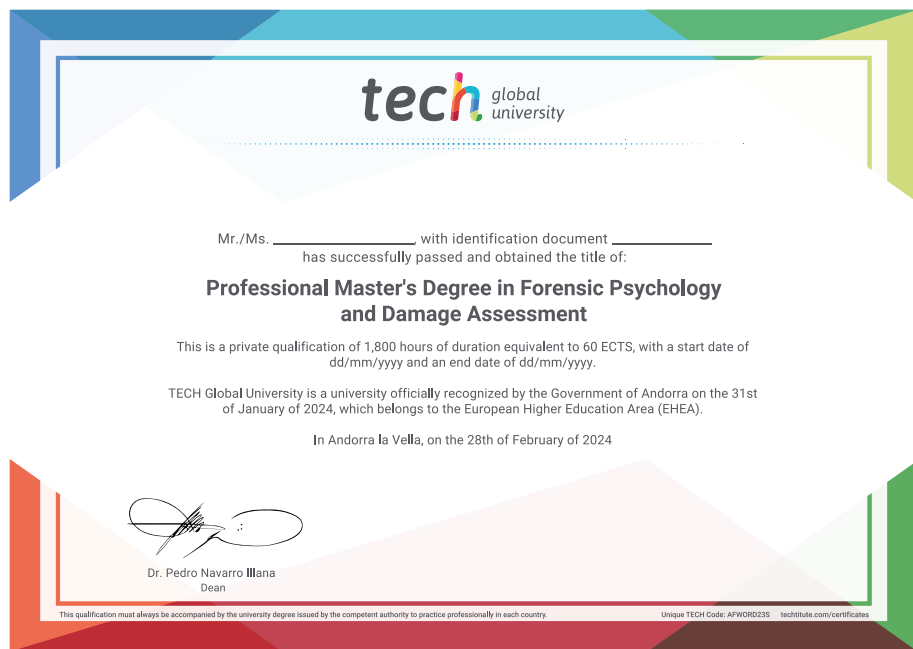 tech global university
Mr./Ms. ____________, with identification document ____________
has successfully passed and obtained the title of:
Professional Master's Degree in Forensic Psychology
and Damage Assessment
This is a private qualification of 1,800 hours of duration equivalent to 60 ECTS, with a start date of
dd/mm/yyyy and an end date of dd/mm/yyyy.
TECH Global University is a university officially recognized by the Government of Andorra on the 31st
of January of 2024, which belongs to the European Higher Education Area (EHEA).
In Andorra la Vella, on the 28th of February of 2024
Dr. Pedro Navarro Illana
Dean
This qualification must always be accompanied by the university degree issued by the competent authority to practice professionally in each country.
Unique TECH Code: AFWORD23S techtitute.com/certificates